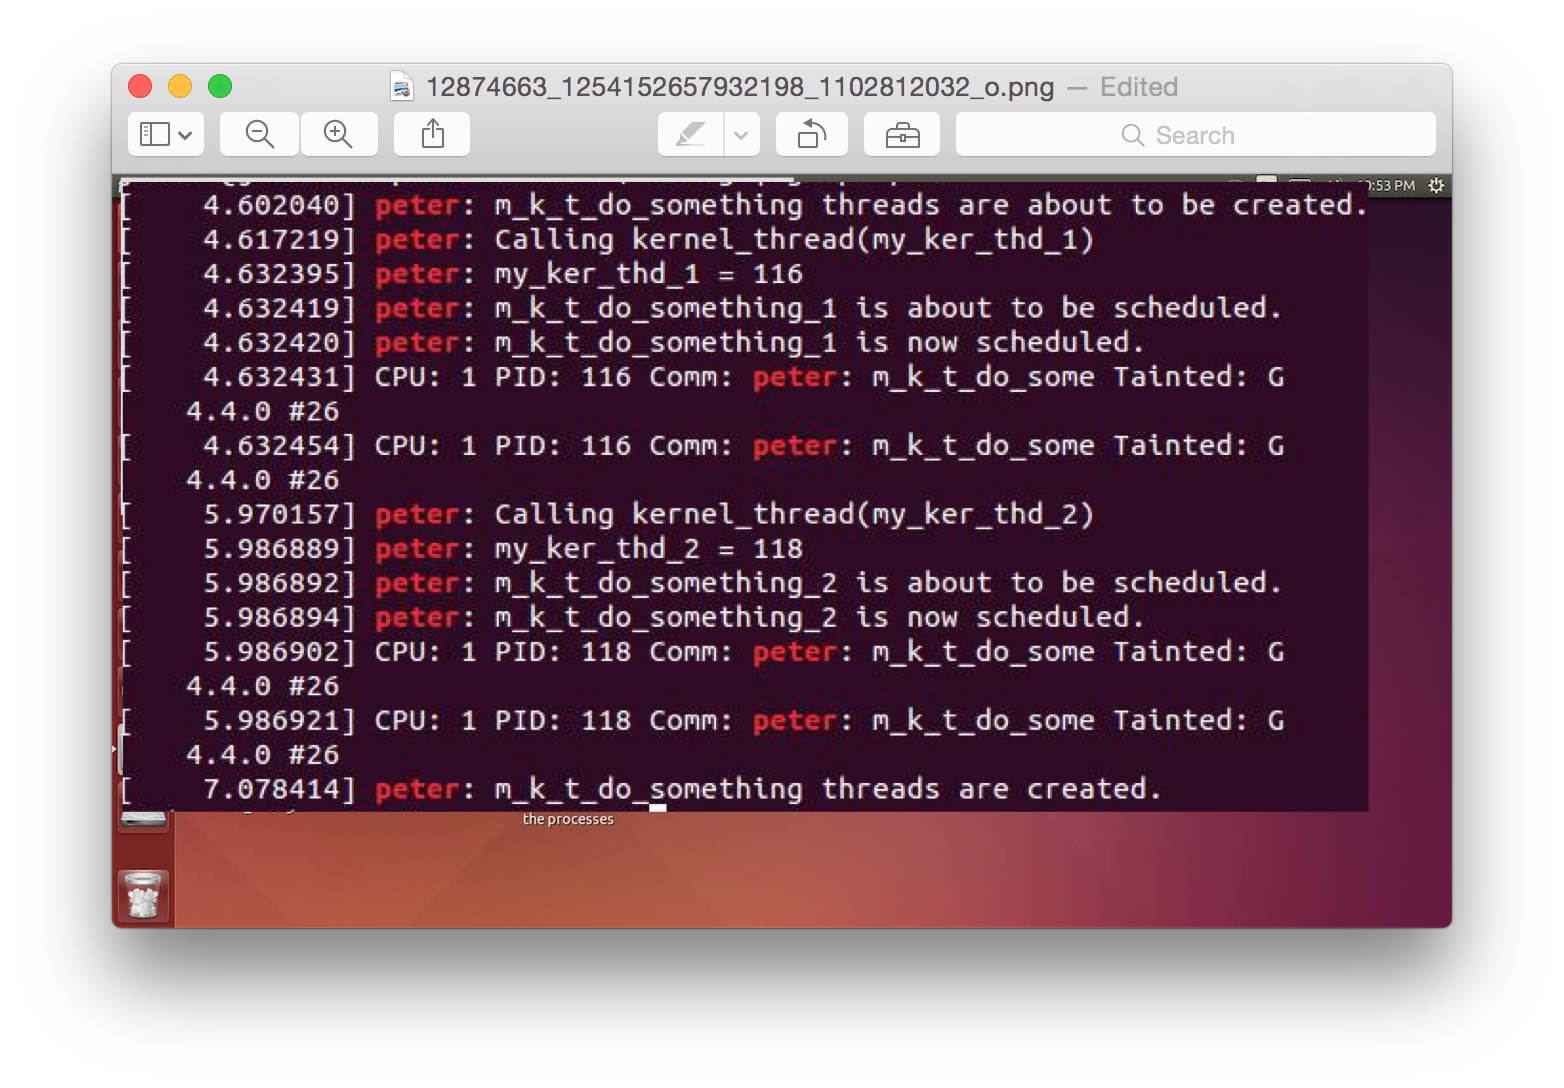 12874663_1254152657932198_1102812032_o.png — Edited
Search
:53 PM
[ 4.602040] peter: m_k_t_do_something threads are about to be created.
[ 4.617219] peter: Calling kernel_thread(my_ker_thd_1)
[ 4.632395] peter: my_ker_thd_1 = 116
[ 4.632419] peter: m_k_t_do_something_1 is about to be scheduled.
[ 4.632420] peter: m_k_t_do_something_1 is now scheduled.
[ 4.632431] CPU: 1 PID: 116 Comm: peter: m_k_t_do_some Tainted: G
4.4.0 #26
[ 4.632454] CPU: 1 PID: 116 Comm: peter: m_k_t_do_some Tainted: G
4.4.0 #26
[ 5.970157] peter: Calling kernel_thread(my_ker_thd_2)
[ 5.986889] peter: my_ker_thd_2 = 118
[ 5.986892] peter: m_k_t_do_something_2 is about to be scheduled.
[ 5.986894] peter: m_k_t_do_something_2 is now scheduled.
[ 5.986902] CPU: 1 PID: 118 Comm: peter: m_k_t_do_some Tainted: G
4.4.0 #26
[ 5.986921] CPU: 1 PID: 118 Comm: peter: m_k_t_do_some Tainted: G
4.4.0 #26
[ 7.078414] peter: m_k_t_do_something threads are created.
the processes